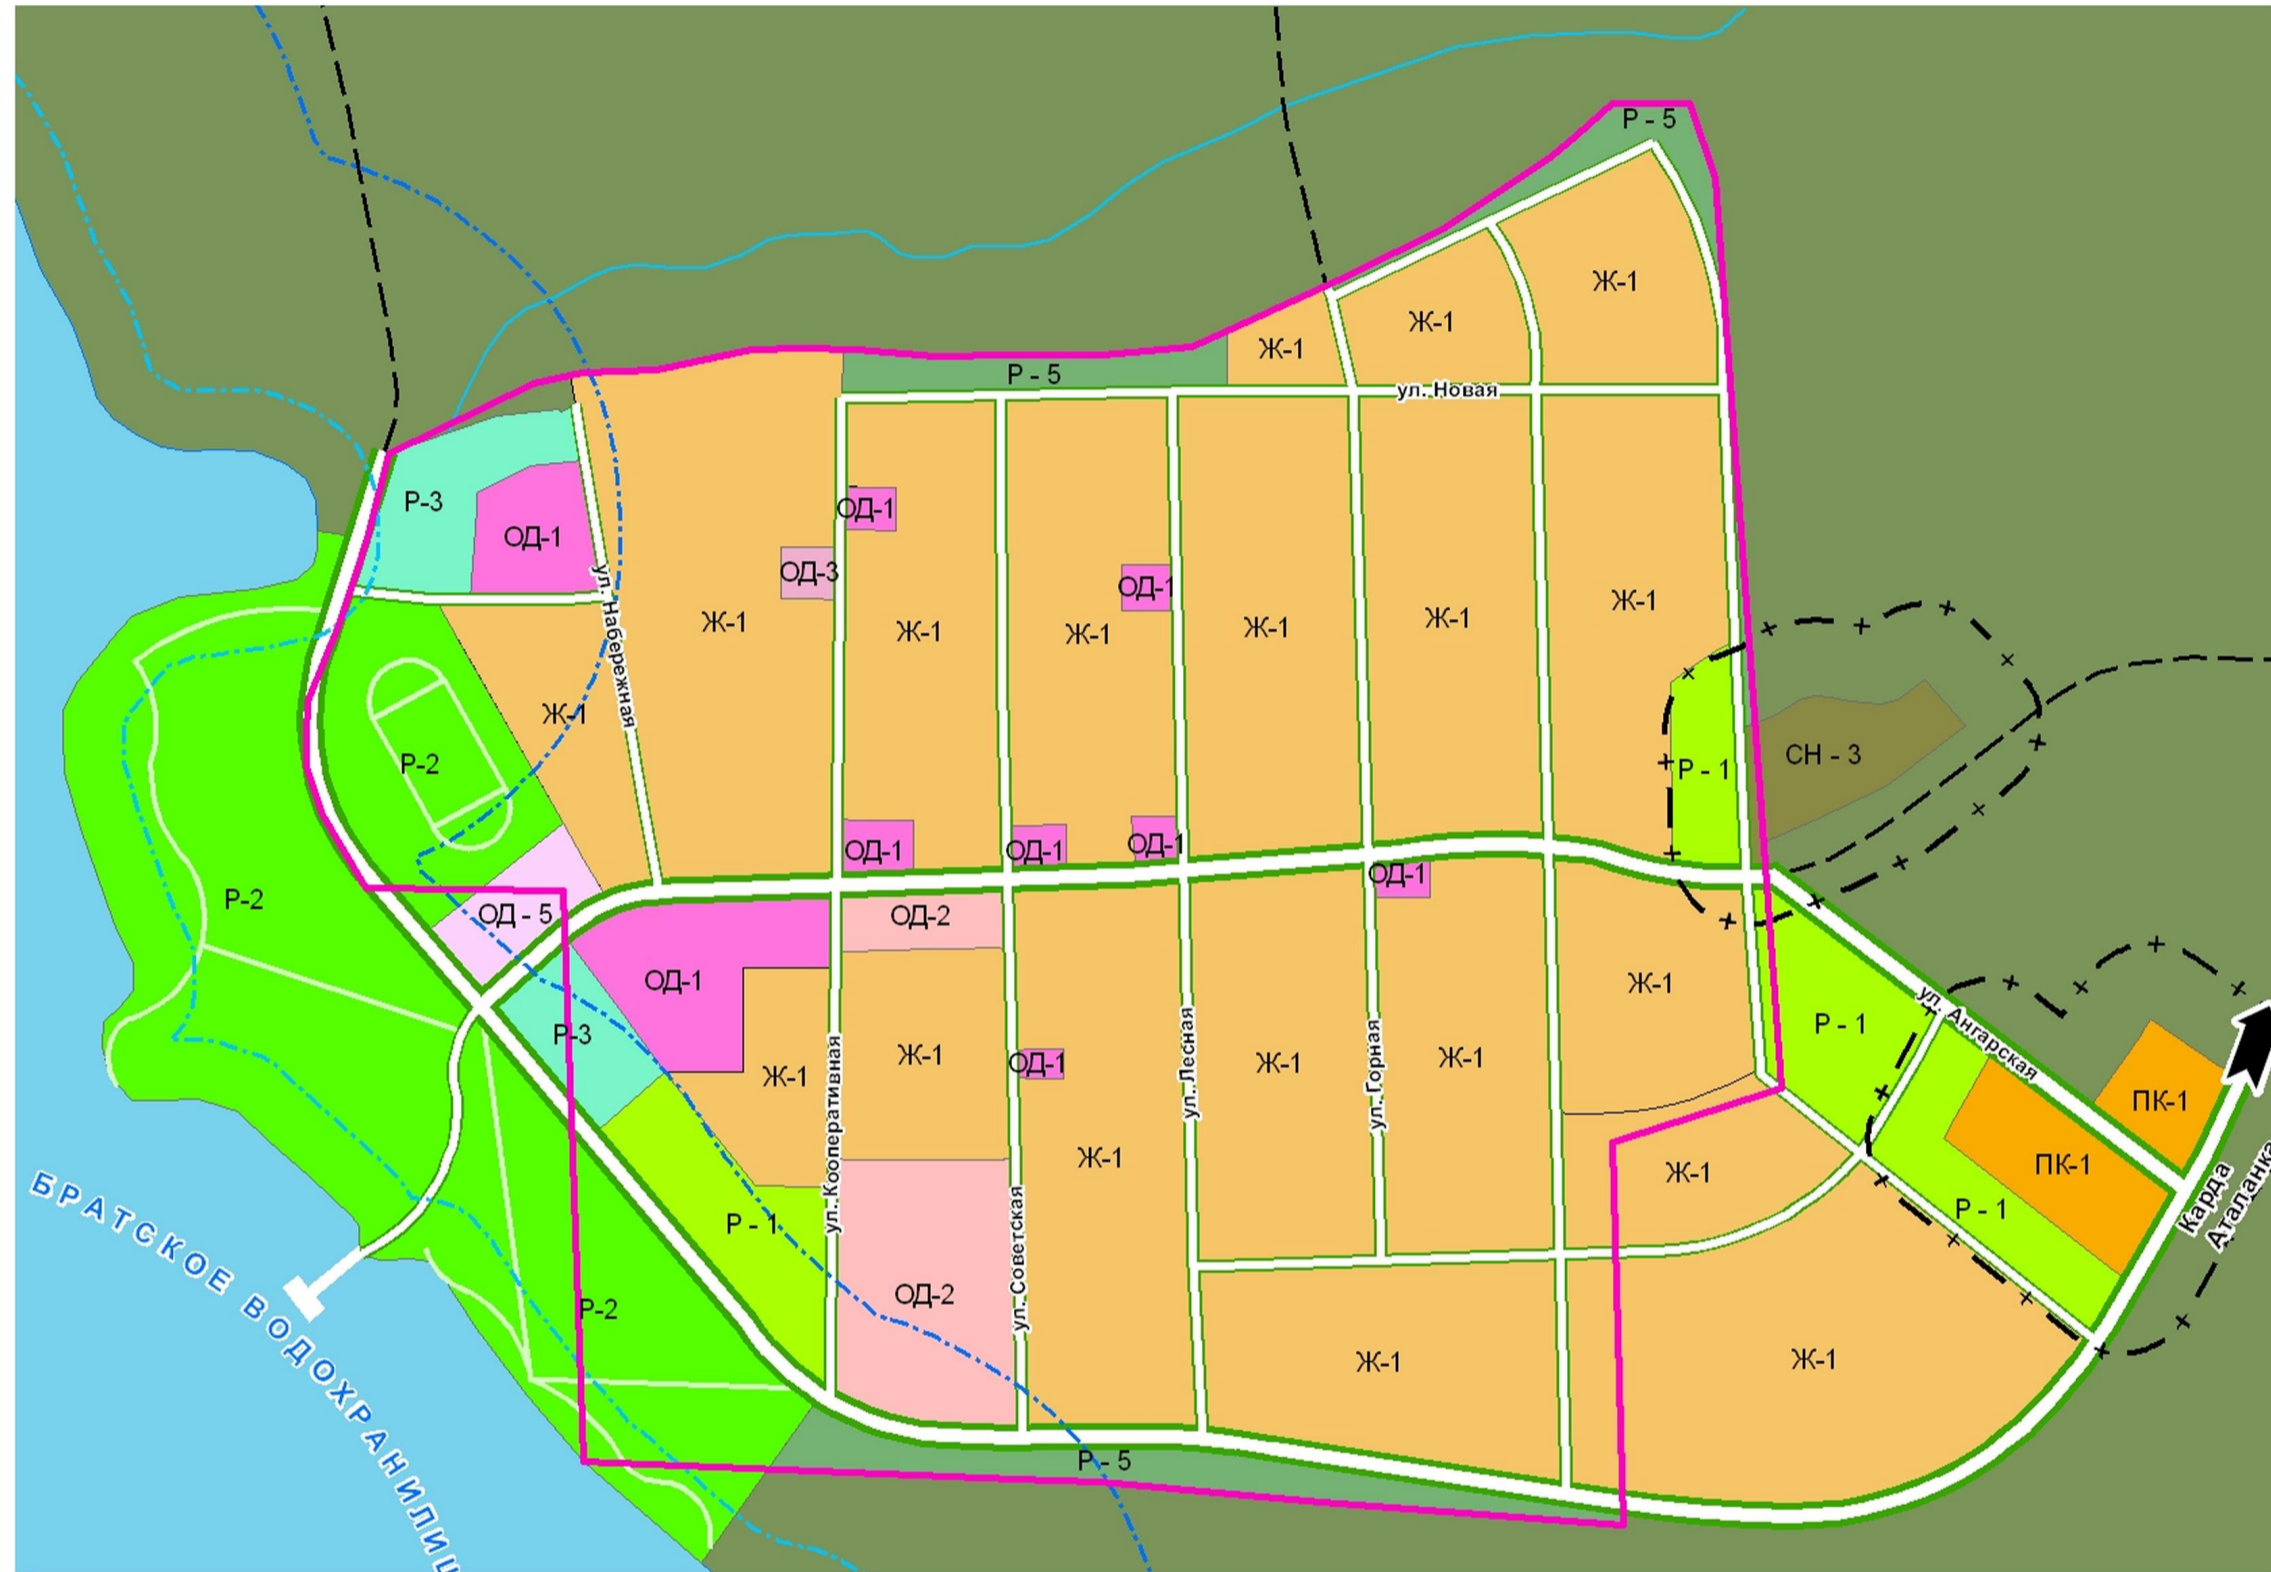 Р - 5
Ж-1
Ж-1
Ж-1
Р - 5
ул. Новая
Р-3
ОД-1
ОД-1
ОД-3
ОД-1
Ж-1
Ж-1
Ж-1
Ж-1
Ж-1
Ж-1
ул. Набережная
Ж-1
Р-2
Р - 1
СН - 3
ОД-1
ОД-1
ОД-1
ОД-1
Р-2
ОД - 5
ОД-2
ОД-1
Ж-1
Р-3
Ж-1
Ж-1
ОД-1
Ж-1
Ж-1
Р - 1
ул. Ангарская
ПК-1
ПК-1
ул.Кооперативная
ул. Лесная
ул. Горная
Ж-1
Ж-1
Р - 1
Карда
Аталанка
Р - 1
ул. Советская
ОД-2
Р-2
Ж-1
Ж-1
Р - 5
БРАТСКОЕ ВОДОХРАНИЛИЩ